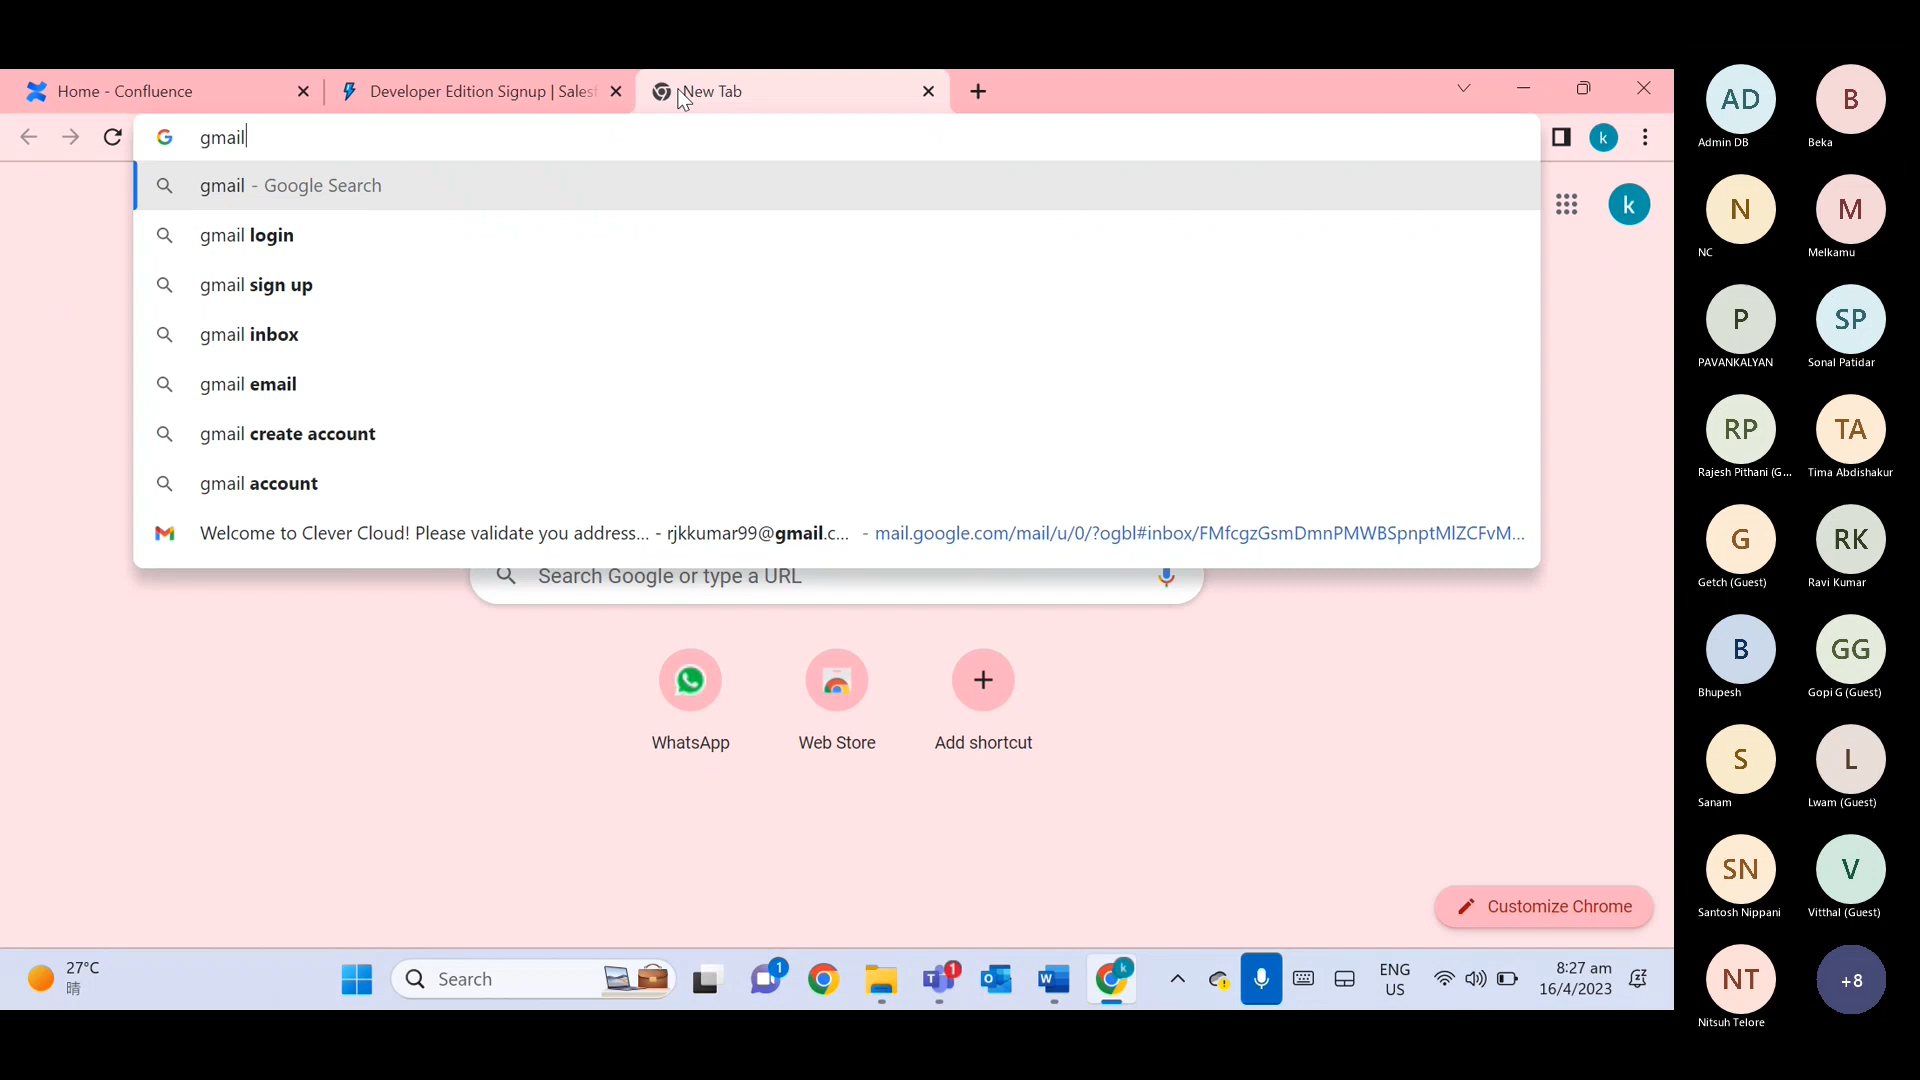 Home - Confluence
Developer Edition Signup | Sales
New Tab
gmail
k
gmail - Google Search
gmail login
k
gmail sign up
gmail inbox
gmail email
gmail create account
gmail account
Welcome to Clever Cloud! Please validate you address... - rjkkumar99@gmail.c... - mail.google.com/mail/u/0/?ogbl#inbox/FMfcgzGsmDmnPMWBSpnptMlZCFvM...
Search Google or type a URL
WhatsApp
Web Store
Add shortcut
Customize Chrome
27°C
晴
Search
1
1
k
ENG
US
8:27 am
16/4/2023
AD
Admin DB
B
Beka
N
NC
M
Melkamu
P
PAVANKALYAN
SP
Sonal Patidar
RP
Rajesh Pithani (G...
TA
Tima Abdishakur
G
Getch (Guest)
RK
Ravi Kumar
B
Bhupesh
GG
Gopi G (Guest)
S
Sanam
L
Lwam (Guest)
SN
Santosh Nippani
V
Vitthal (Guest)
NT
Nitsuh Telore
+8